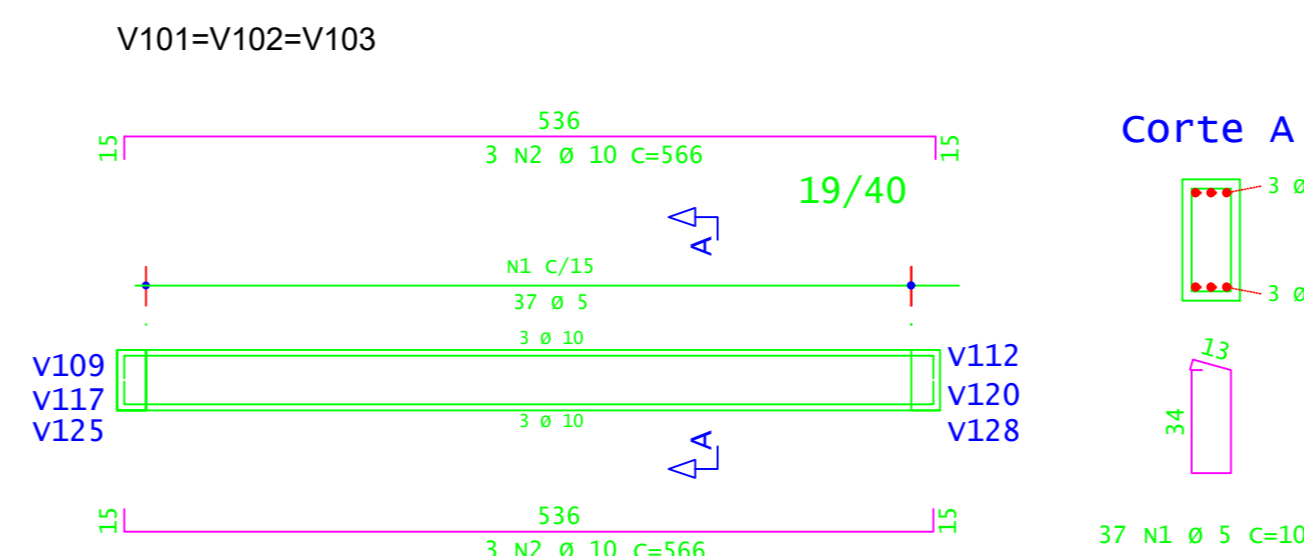 V101=V102=V103
536
15
15
3 N2 Ø 10 C=566
19/40
A
N1 C/15
37 Ø 5
3 Ø 10
V109
V117
V125
V112
V120
V128
3 Ø 10
A
536
15
15
3 N2 Ø 10 C=566
Corte A
3 Ø
3 Ø
13
34
37 N1 Ø 5 C=10